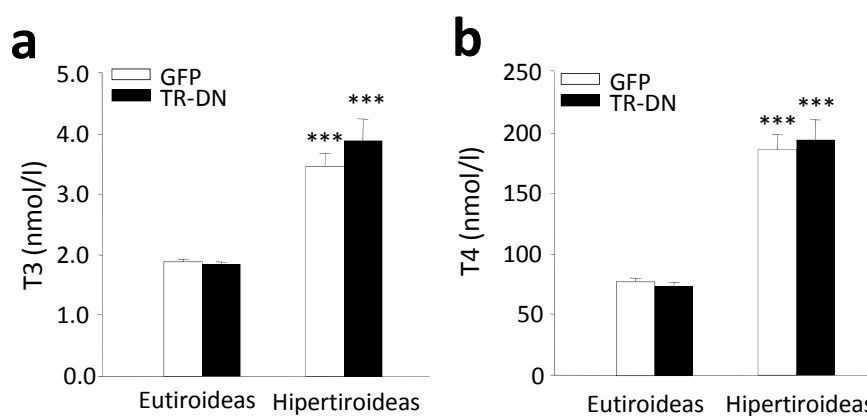 a
GFP
TR-DN
T3 (nmol/l)
5.0
4.0
3.0
2.0
1.0
0.0
***
***
Eutiroideas
Hipertiroideas
b
GFP
TR-DN
T4 (nmol/l)
250
200
150
100
50
0
***
***
Eutiroideas
Hipertiroideas